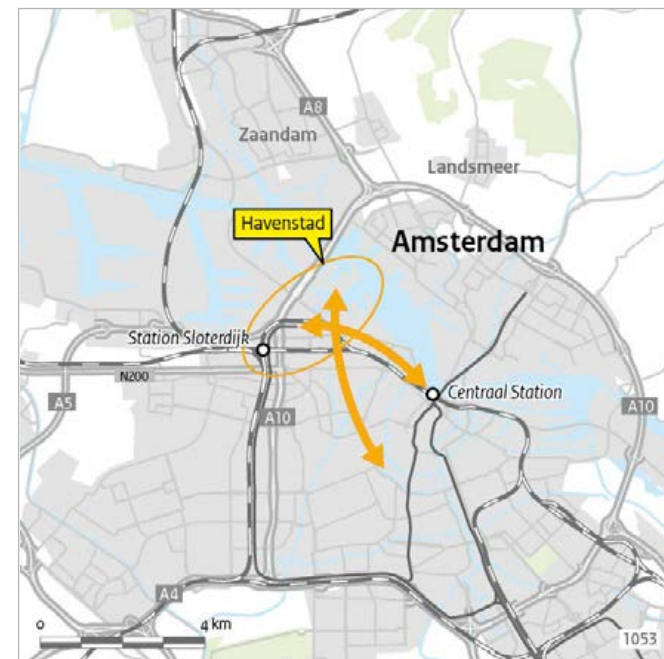 A8
Zaandam
Landsmeer
Havenstad
Amsterdam
Station Sloterdijk
N200
Centraal Station
A5
A10
A10
A4
0
4 km
1053